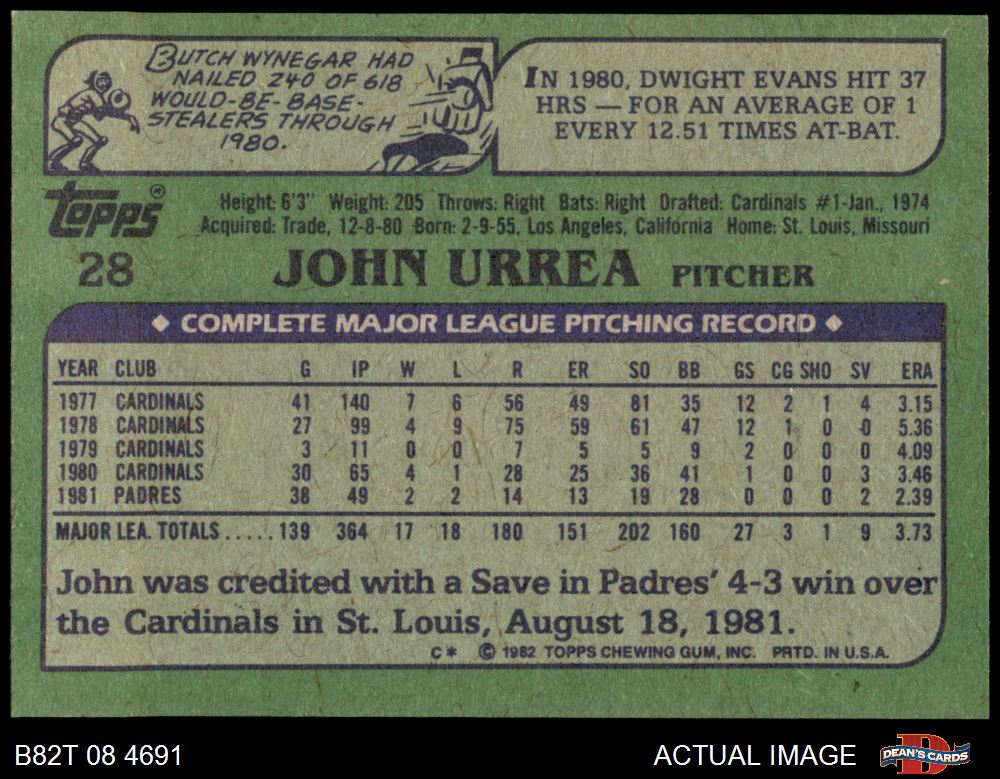 BUTCH WYNEGAR HAD
NAILED 240 OF 618
WOULD-BE-BASE-
STEALERS THROUGH
1980.
IN 1980, DWIGHT EVANS HIT 37
HRS — FOR AN AVERAGE OF 1
EVERY 12.51 TIMES AT-BAT.
TOPPS®
Height: 6'3" Weight: 205 Throws: Right Bats: Right Drafted: Cardinals #1-Jan., 1974
Acquired: Trade, 12-8-80 Born: 2-9-55, Los Angeles, California Home: St. Louis, Missouri
28 JOHN URREA PITCHER
◆ COMPLETE MAJOR LEAGUE PITCHING RECORD ◆
YEAR CLUB G IP W L R ER SO BB GS CG SHO SV ERA
1977 CARDINALS 41 140 7 6 56 49 81 35 12 2 1 4 3.15
1978 CARDINALS 27 99 4 9 75 59 61 47 12 1 0 0 5.36
1979 CARDINALS 3 11 0 0 7 5 5 9 2 0 0 0 4.09
1980 CARDINALS 30 65 4 1 28 25 36 41 1 0 0 3 3.46
1981 PADRES 38 49 2 2 14 13 19 28 0 0 0 2 2.39
MAJOR LEA. TOTALS.....139 364 17 18 180 151 202 160 27 3 1 9 3.73
John was credited with a Save in Padres' 4-3 win over
the Cardinals in St. Louis, August 18, 1981.
C* © 1982 TOPPS CHEWING GUM, INC. PRTD. IN U.S.A.
B82T 08 4691 ACTUAL IMAGE DEAN'S CARDS